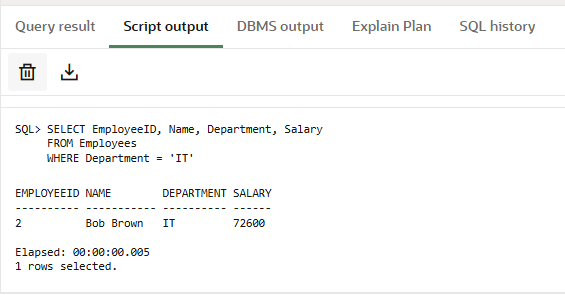 Query result Script output DBMS output Explain Plan SQL history
SQL> SELECT EmployeeID, Name, Department, Salary
FROM Employees
WHERE Department = 'IT'
EMPLOYEEID NAME DEPARTMENT SALARY
---------- ----------- ---------- ------
2 Bob Brown IT 72600
Elapsed: 00:00:00.005
1 rows selected.